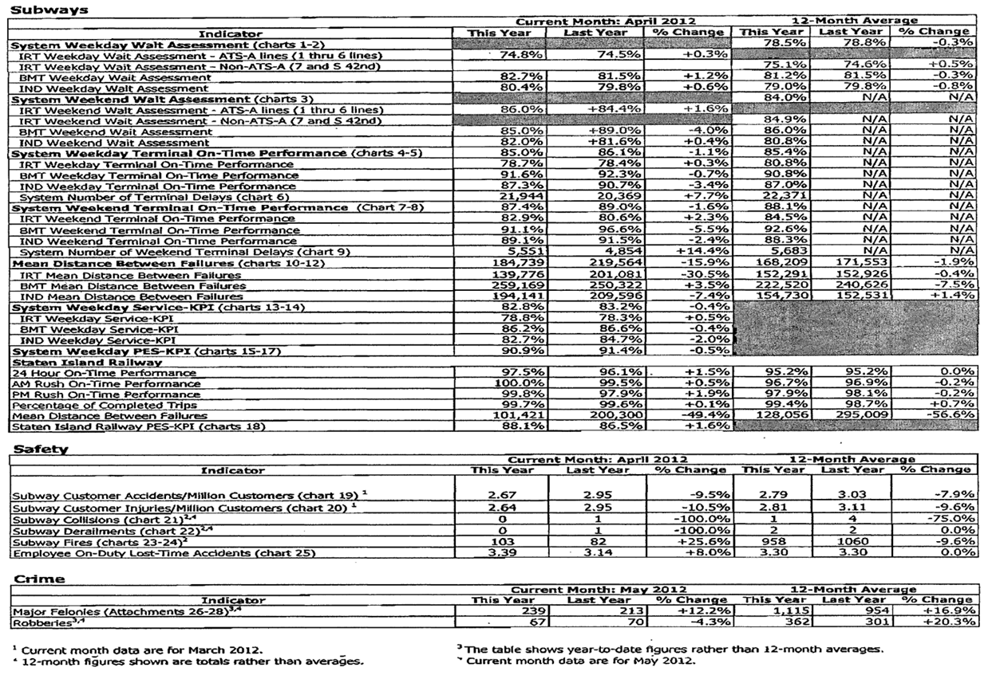 Subways
Current Month: April 2012 12-Month Average
Indicator This Year Last Year % Change This Year Last Year % Change
System Weekday Wait Assessment (charts 1-2) 78.5% 78.8% -0.3%
IRT Weekday Wait Assessment - ATS-A lines (1 thru 6 lines) 74.8% 74.5% +0.3%
IRT Weekday Wait Assessment - Non-ATS-A (7 and S 42nd) 75.1% 74.6% +0.5%
BMT Weekday Wait Assessment 82.7% 81.5% +1.2% 81.2% 81.5% -0.3%
IND Weekday Wait Assessment 80.4% 79.8% +0.6% 79.0% 79.8% -0.8%
System Weekend Wait Assessment (charts 3) 84.0% N/A N/A
IRT Weekend Wait Assessment - ATS-A lines (1 thru 6 lines) 86.0% +84.4% +1.6%
IRT Weekend Wait Assessment - Non-ATS-A (7 and S 42nd) 84.9% N/A N/A
BMT Weekend Wait Assessment 85.0% +89.0% -4.0% 86.0% N/A N/A
IND Weekend Wait Assessment 82.0% +81.6% +0.4% 80.8% N/A N/A
System Weekday Terminal On-Time Performance (charts 4-5) 85.0% 86.1% -1.1% 85.4% N/A N/A
IRT Weekday Terminal On-Time Performance 78.7% 78.4% +0.3% 80.8% N/A N/A
BMT Weekday Terminal On-Time Performance 91.6% 92.3% -0.7% 90.8% N/A N/A
IND Weekday Terminal On-Time Performance 87.3% 90.7% -3.4% 87.0% N/A N/A
System Number of Terminal Delays (chart 6) 21,944 20,369 +7.7% 22,371 N/A N/A
System Weekend Terminal On-Time Performance (Chart 7-8) 87.4% 89.0% -1.6% 88.1% N/A N/A
IRT Weekend Terminal On-Time Performance 82.9% 80.6% +2.3% 84.5% N/A N/A
BMT Weekend Terminal On-Time Performance 91.1% 96.6% -5.5% 92.6% N/A N/A
IND Weekend Terminal On-Time Performance 89.1% 91.5% -2.4% 88.3% N/A N/A
System Number of Weekend Terminal Delays (chart 9) 5,551 4,854 +14.4% 5,683 N/A N/A
Mean Distance Between Failures (charts 10-12) 184,739 219,564 -15.9% 168,209 171,553 -1.9%
IRT Mean Distance Between Failures 139,776 201,081 -30.5% 152,291 152,926 -0.4%
BMT Mean Distance Between Failures 259,169 250,322 +3.5% 222,520 240,626 -7.5%
IND Mean Distance Between Failures 194,141 209,596 -7.4% 154,730 152,531 +1.4%
System Weekday Service-KPI (charts 13-14) 82.8% 83.2% -0.4%
IRT Weekday Service-KPI 78.8% 78.3% +0.5%
BMT Weekday Service-KPI 86.2% 86.6% -0.4%
IND Weekday Service-KPI 82.7% 84.7% -2.0%
System Weekday PES-KPI (charts 15-17) 90.9% 91.4% -0.5%
Staten Island Railway
24 Hour On-Time Performance 97.5% 96.1% +1.5% 95.2% 95.2% 0.0%
AM Rush On-Time Performance 100.0% 99.5% +0.5% 96.7% 96.9% -0.2%
PM Rush On-Time Performance 99.8% 97.9% +1.9% 97.9% 98.1% -0.2%
Percentage of Completed Trips 99.7% 99.6% +0.1% 99.4% 98.7% +0.7%
Mean Distance Between Failures 101,421 200,300 -49.4% 128,056 295,009 -56.6%
Staten Island Railway PES-KPI (charts 18) 88.1% 86.5% +1.6%
Safety
Current Month: April 2012 12-Month Average
Indicator This Year Last Year % Change This Year Last Year % Change
Subway Customer Accidents/Million Customers (chart 19) 1 2.67 2.95 -9.5% 2.79 3.03 -7.9%
Subway Customer Injuries/Million Customers (chart 20) 1 2.64 2.95 -10.5% 2.81 3.11 -9.6%
Subway Collisions (chart 21)2,4 0 1 -100.0% 1 4 -75.0%
Subway Derailments (chart 22)2,4 0 1 -100.0% 2 2 0.0%
Subway Fires (charts 23-24)2 103 82 +25.6% 958 1060 -9.6%
Employee On-Duty Lost-Time Accidents (chart 25) 3.39 3.14 +8.0% 3.30 3.30 0.0%
Crime
Current Month: May 2012 12-Month Average
Indicator This Year Last Year % Change This Year Last Year % Change
Major Felonies (Attachments 26-28)3,4 239 213 +12.2% 1,115 954 +16.9%
Robberies3,4 67 70 -4.3% 362 301 +20.3%
1 Current month data are for March 2012. 3 The table shows year-to-date figures rather than 12-month averages.
12-month figures shown are totals rather than averages. Current month data are for May 2012.